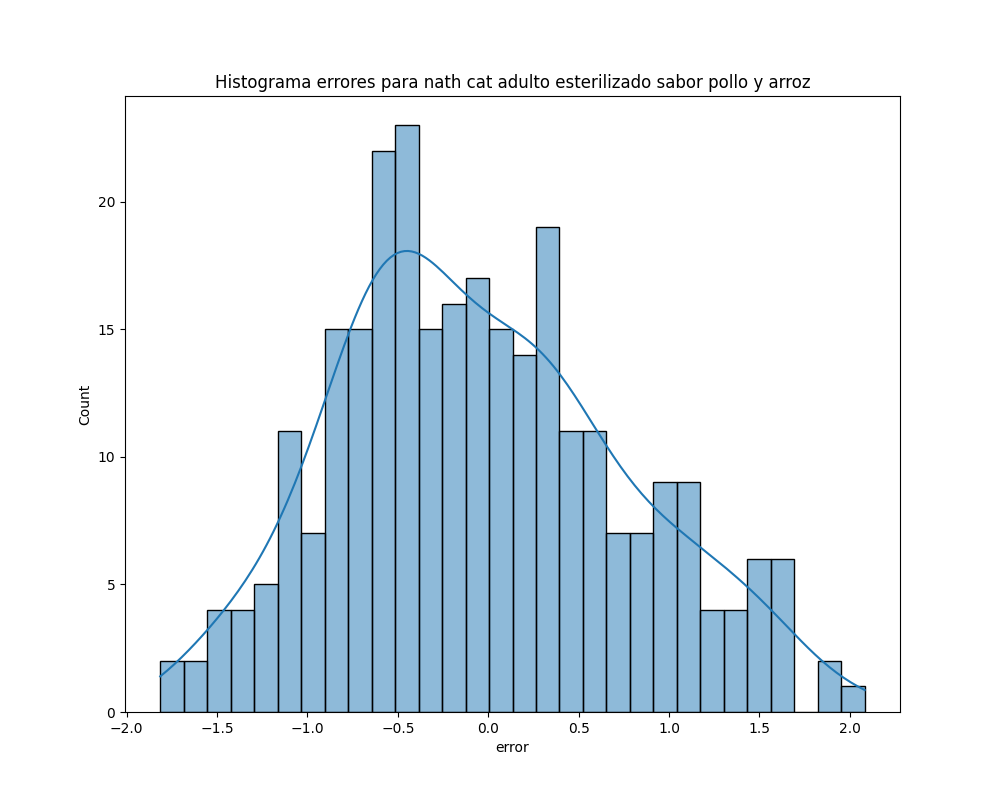 Histograma errores para nath cat adulto esterilizado sabor pollo y arroz
Count
20
15
10
5
0
−2.0 −1.5 −1.0 −0.5 0.0 0.5 1.0 1.5 2.0
error